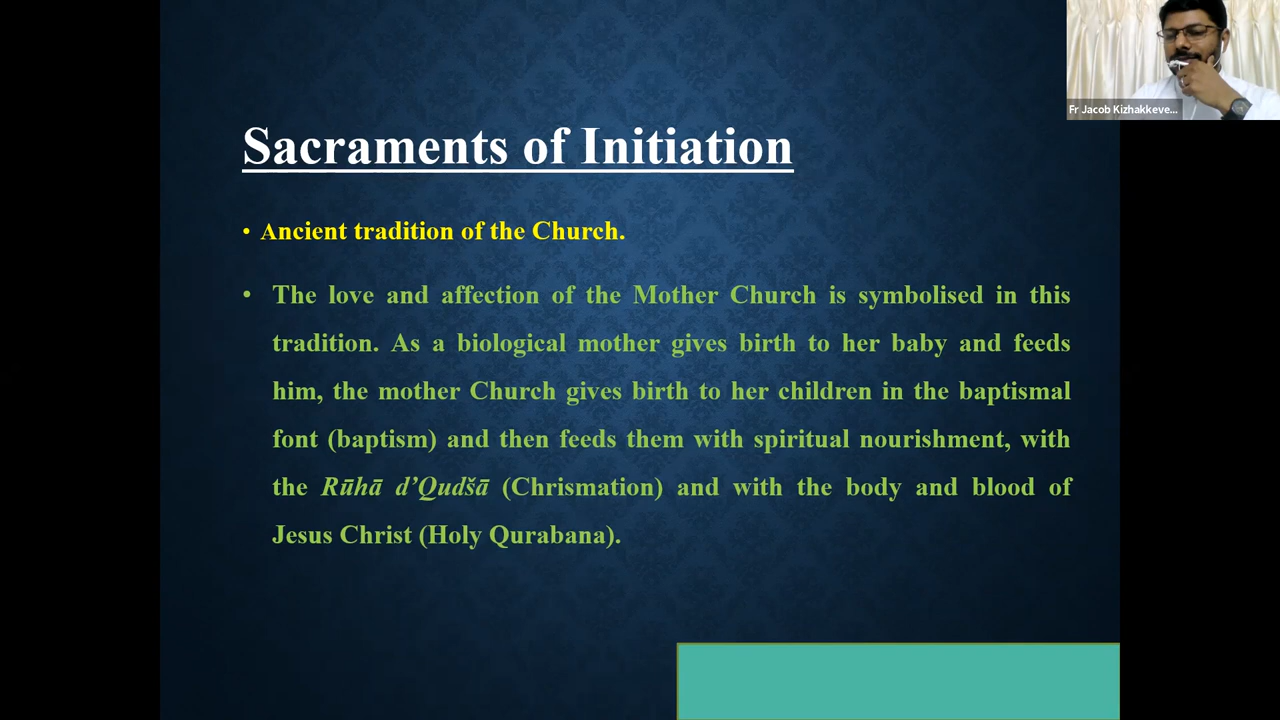 Fr Jacob Kizhakkeve...
Sacraments of Initiation
• Ancient tradition of the Church.
• The love and affection of the Mother Church is symbolised in this
tradition. As a biological mother gives birth to her baby and feeds
him, the mother Church gives birth to her children in the baptismal
font (baptism) and then feeds them with spiritual nourishment, with
the Rūhā d’Qudšā (Chrismation) and with the body and blood of
Jesus Christ (Holy Qurabana).